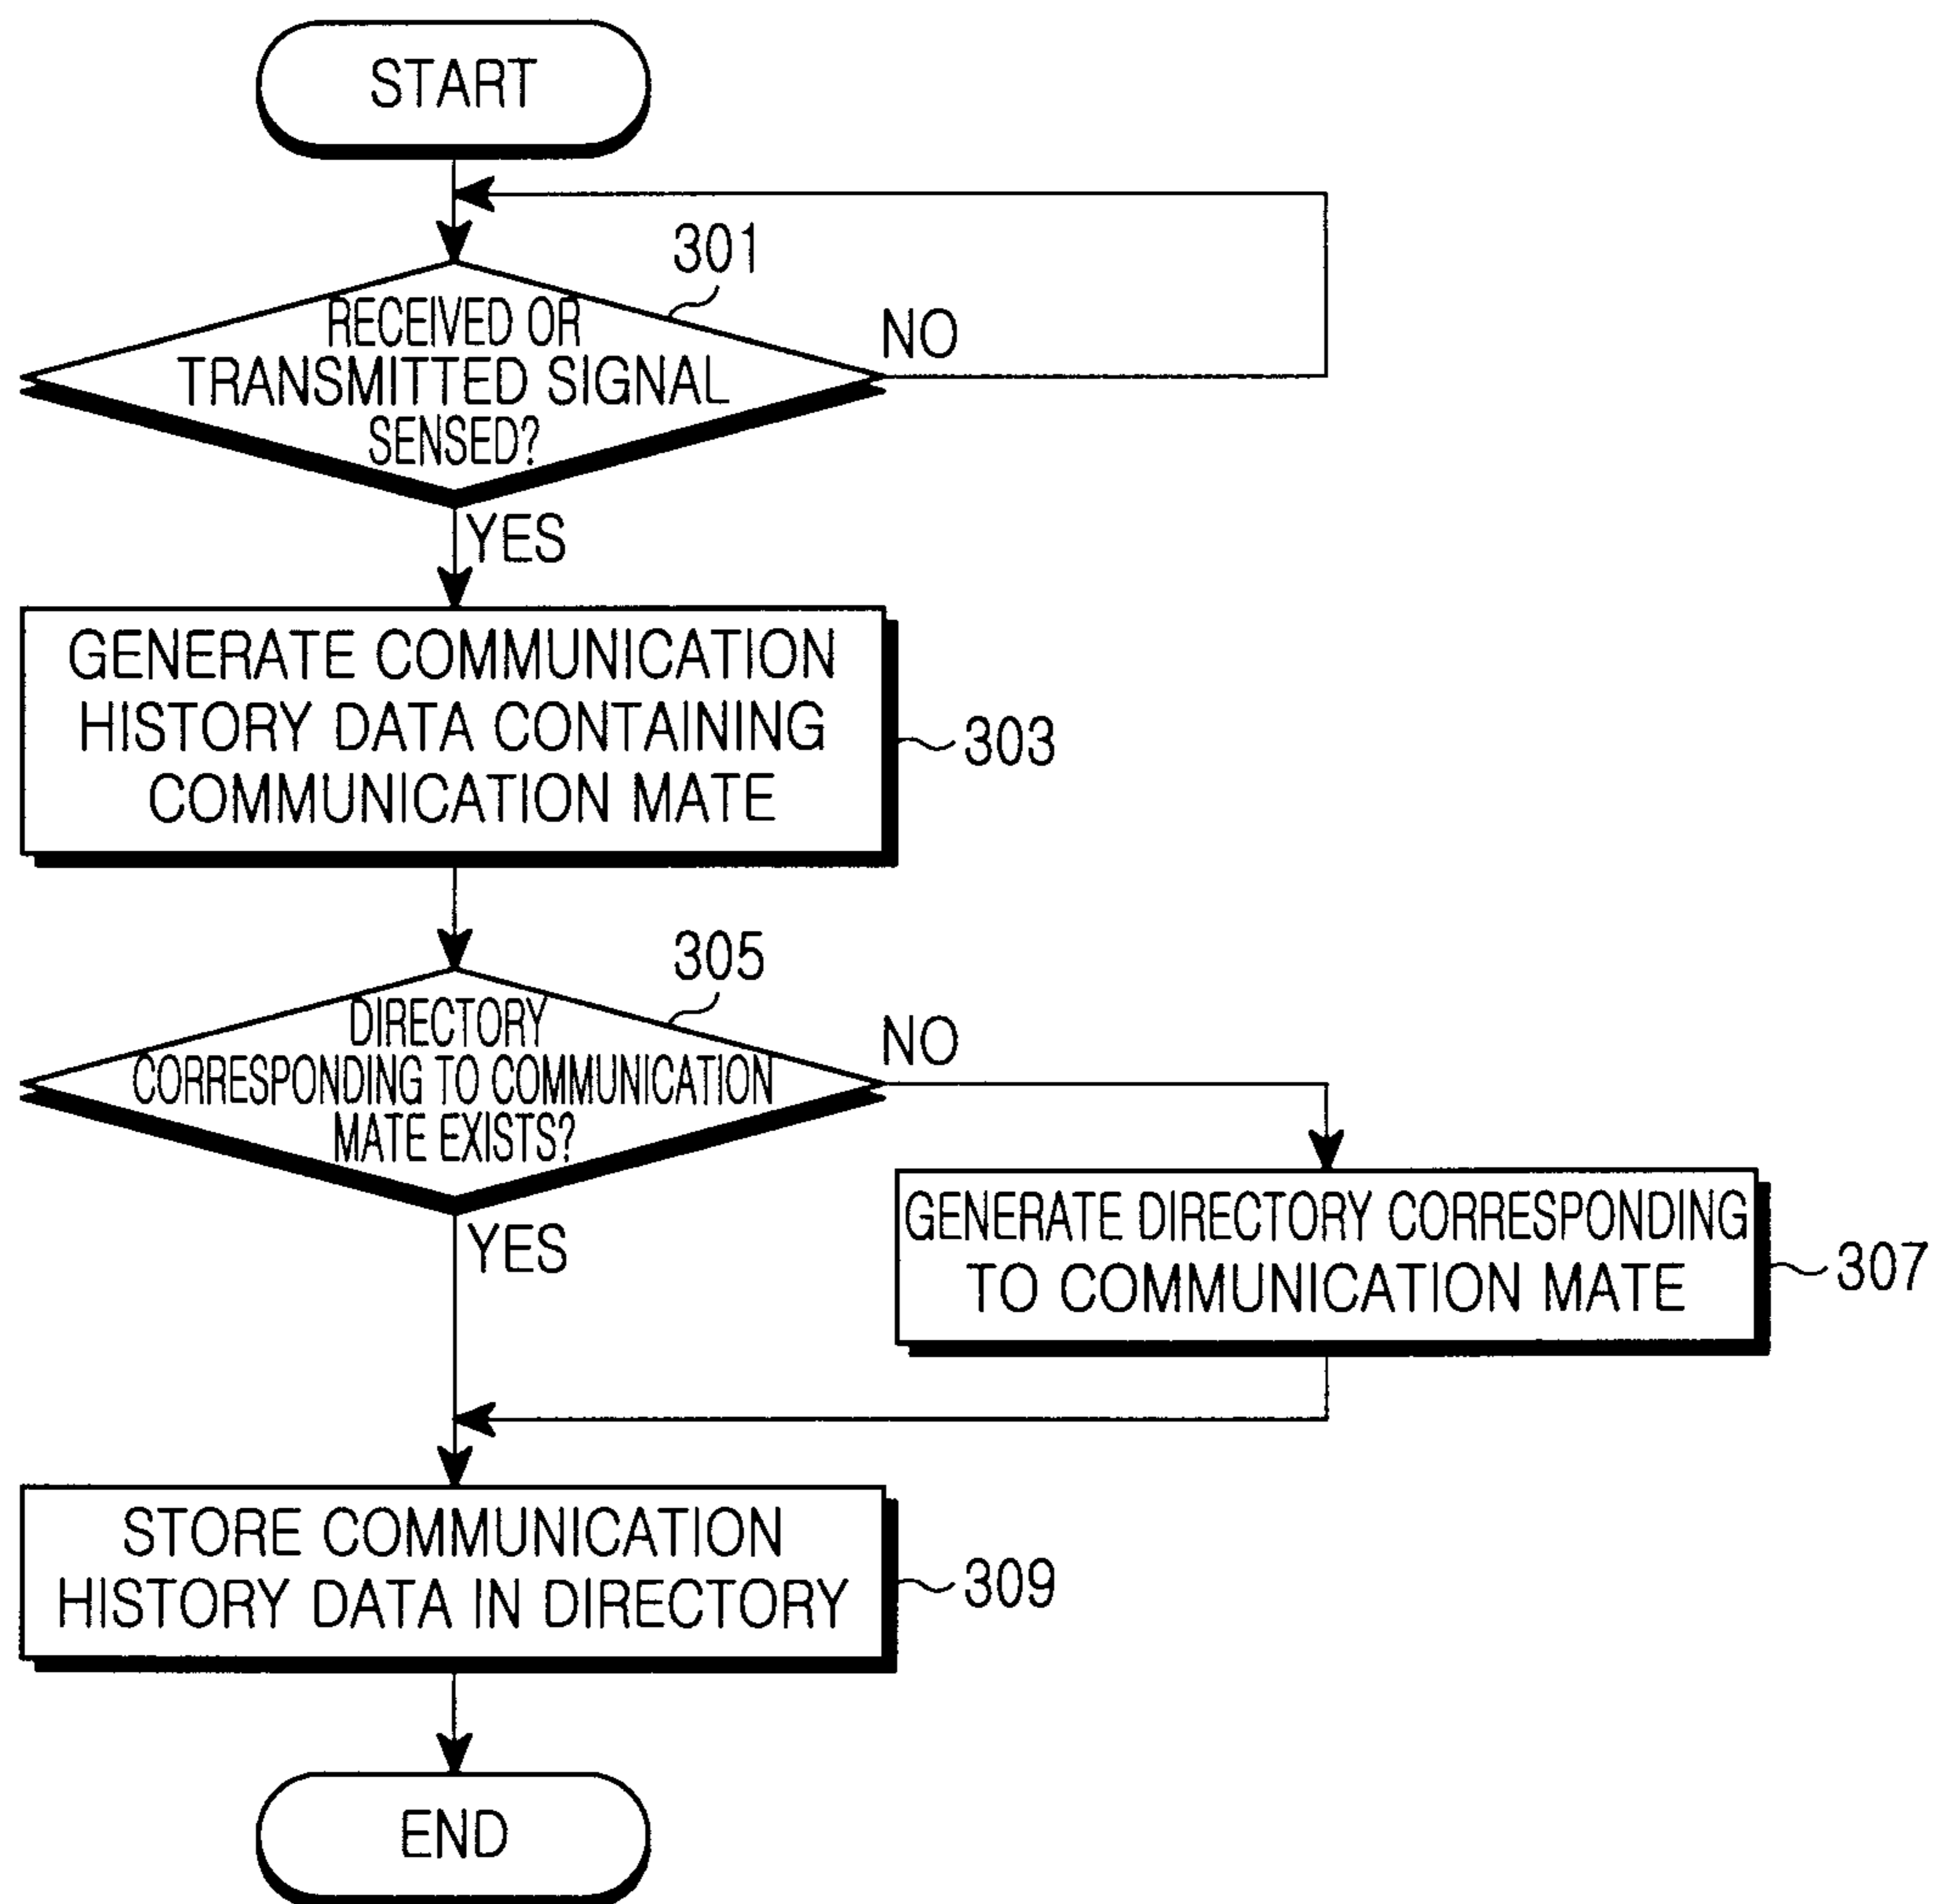 START
301
RECEIVED OR
TRANSMITTED SIGNAL
SENSED?
NO
YES
GENERATE COMMUNICATION
HISTORY DATA CONTAINING
COMMUNICATION MATE
303
305
DIRECTORY
CORRESPONDING TO COMMUNICATION
MATE EXISTS?
NO
YES
GENERATE DIRECTORY CORRESPONDING
TO COMMUNICATION MATE
307
STORE COMMUNICATION
HISTORY DATA IN DIRECTORY
309
END